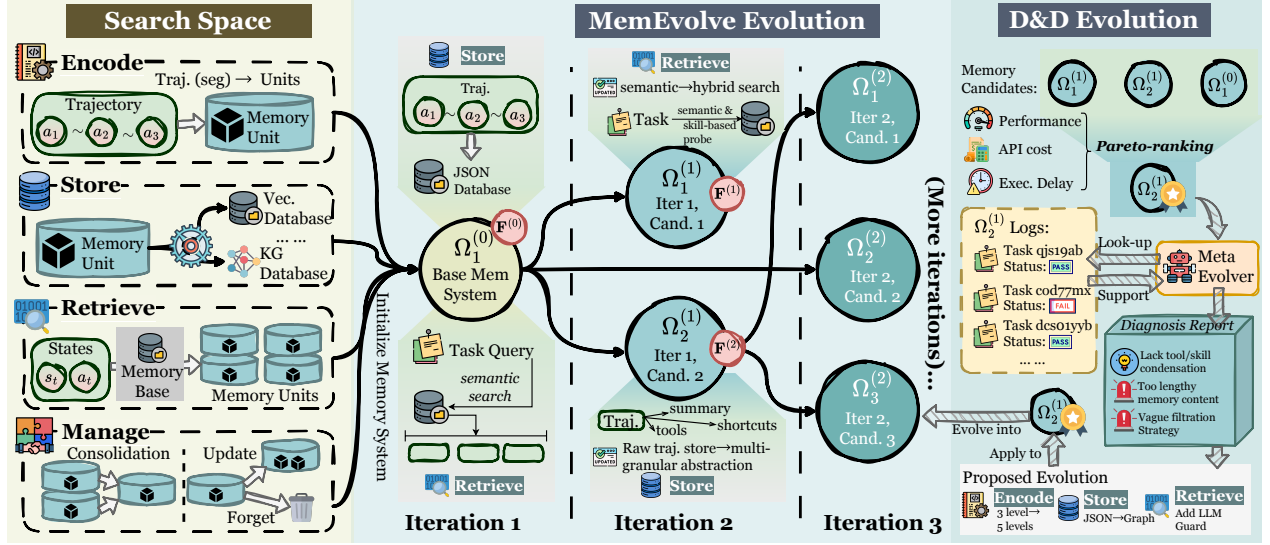 Search Space
Encode
Traj. (seg) → Units
Trajectory
a1 ~ a2 ~ a3
Memory
Unit
Store
Memory
Unit
Vec.
Database
... ...
KG
Database
Retrieve
States
st at
Memory
Base
Memory Units
Manage
Consolidation
Update
Forget
Initialize Memory System
MemEvolve Evolution
Store
Traj.
a1 ~ a2 ~ a3
JSON
Database
Ω1(0)
Base Mem
System
F(0)
Task Query
semantic
search
Retrieve
Iteration 1
Retrieve
UPDATED
semantic→hybrid search
Task
semantic &
skill-based
probe
Ω1(1)
Iter 1,
Cand. 1
F(1)
Ω2(1)
Iter 1,
Cand. 2
F(2)
Traj.
summary
shortcuts
tools
UPDATED
Raw traj. store→multi-
granular abstraction
Store
Iteration 2
Ω1(2)
Iter 2,
Cand. 1
Ω2(2)
Iter 2,
Cand. 2
Ω3(2)
Iter 2,
Cand. 3
Iteration 3
(More iterations)...
D&D Evolution
Memory
Candidates:
Ω1(1)
Ω2(1)
Ω1(0)
Performance
API cost
Exec. Delay
Pareto-ranking
Ω2(1)
Ω2(1) Logs:
Task qjs19ab
Status: PASS
Task cod77mx
Status: FAIL
Task dcs01yyb
Status: PASS
... ...
Look-up
Support
Meta
Evolver
Diagnosis Report
Lack tool/skill
condensation
Too lengthy
memory content
Vague filtration
Strategy
Evolve into
Ω2(1)
Apply to
Proposed Evolution
Encode
3 level→
5 levels
Store
JSON→Graph
Retrieve
Add LLM
Guard